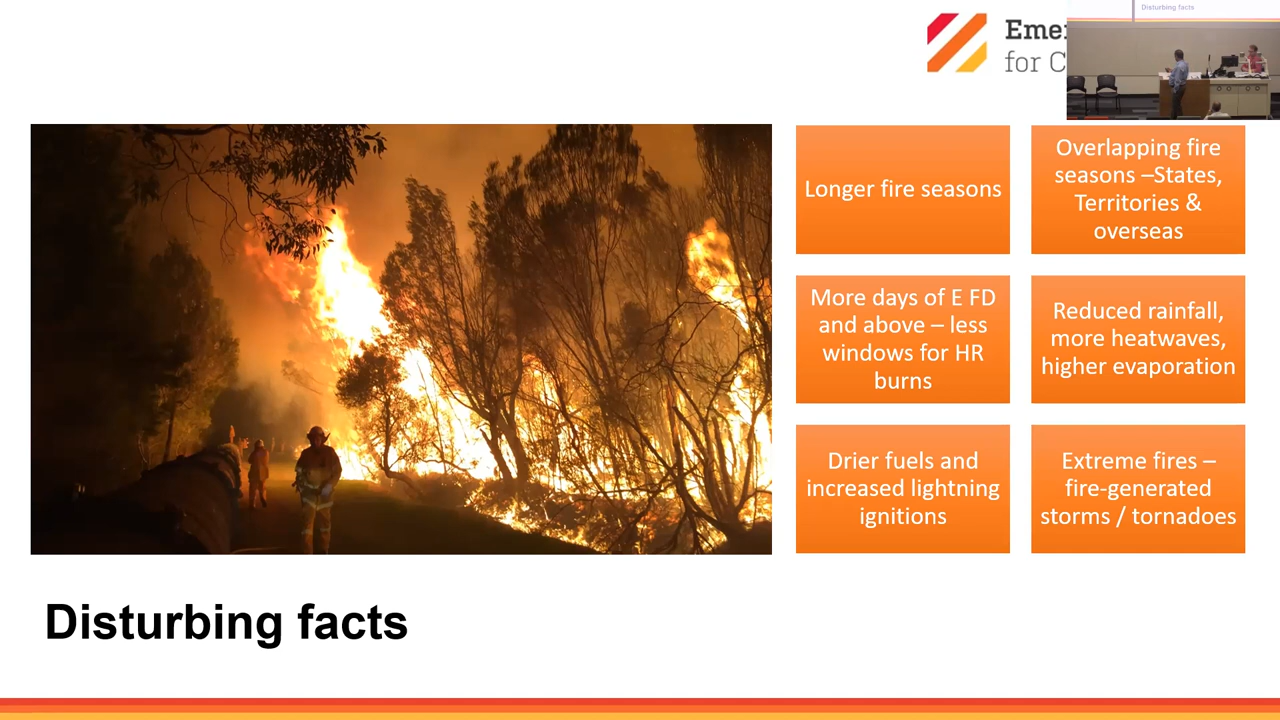 Eme
for C
Disturbing facts
Longer fire seasons
Overlapping fire
seasons –States,
Territories &
overseas
More days of E FD
and above – less
windows for HR
burns
Reduced rainfall,
more heatwaves,
higher evaporation
Drier fuels and
increased lightning
ignitions
Extreme fires –
fire-generated
storms / tornadoes
Disturbing facts